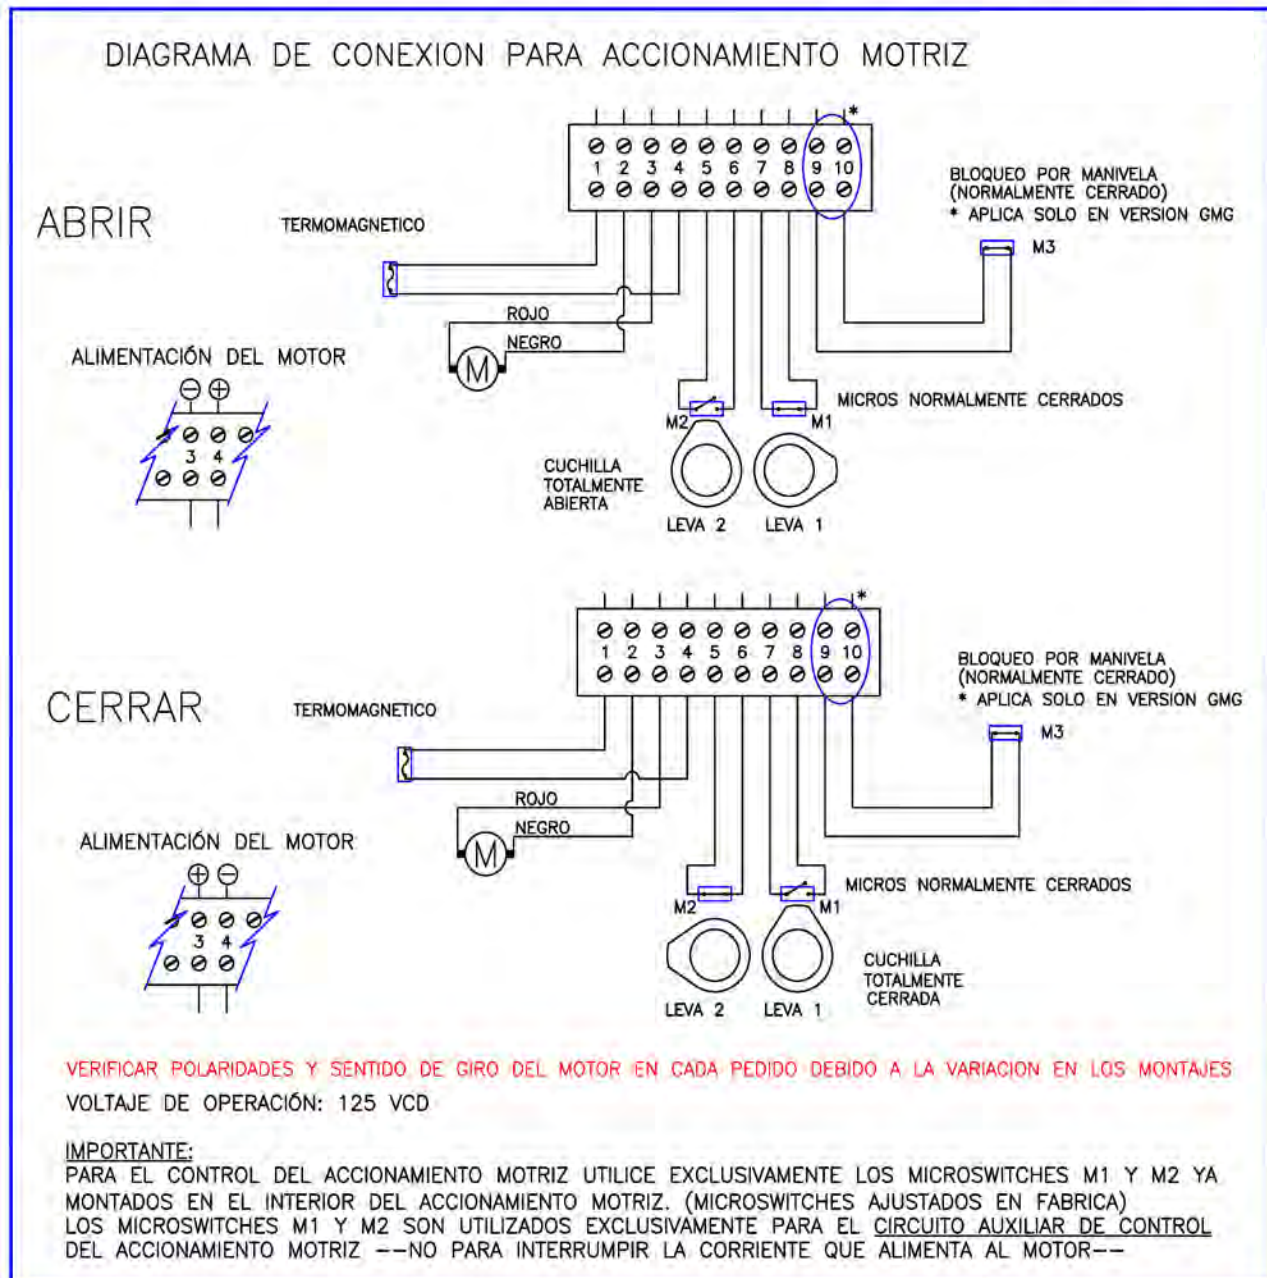 DIAGRAMA DE CONEXION PARA ACCIONAMIENTO MOTRIZ
*
1 2 3 4 5 6 7 8 9 10
ABRIR
TERMOMAGNETICO
BLOQUEO POR MANIVELA
(NORMALMENTE CERRADO)
* APLICA SOLO EN VERSION GMG
M3
ROJO
NEGRO
M
ALIMENTACIÓN DEL MOTOR
- +
3 4
MICROS NORMALMENTE CERRADOS
M2
M1
CUCHILLA
TOTALMENTE
ABIERTA
LEVA 2
LEVA 1
*
1 2 3 4 5 6 7 8 9 10
CERRAR
TERMOMAGNETICO
BLOQUEO POR MANIVELA
(NORMALMENTE CERRADO)
* APLICA SOLO EN VERSION GMG
M3
ROJO
NEGRO
M
ALIMENTACIÓN DEL MOTOR
+ -
3 4
MICROS NORMALMENTE CERRADOS
M2
M1
CUCHILLA
TOTALMENTE
CERRADA
LEVA 2
LEVA 1
VERIFICAR POLARIDADES Y SENTIDO DE GIRO DEL MOTOR EN CADA PEDIDO DEBIDO A LA VARIACION EN LOS MONTAJES
VOLTAJE DE OPERACIÓN: 125 VCD
IMPORTANTE:
PARA EL CONTROL DEL ACCIONAMIENTO MOTRIZ UTILICE EXCLUSIVAMENTE LOS MICROSWITCHES M1 Y M2 YA
MONTADOS EN EL INTERIOR DEL ACCIONAMIENTO MOTRIZ. (MICROSWITCHES AJUSTADOS EN FABRICA)
LOS MICROSWITCHES M1 Y M2 SON UTILIZADOS EXCLUSIVAMENTE PARA EL CIRCUITO AUXILIAR DE CONTROL
DEL ACCIONAMIENTO MOTRIZ --NO PARA INTERRUMPIR LA CORRIENTE QUE ALIMENTA AL MOTOR--